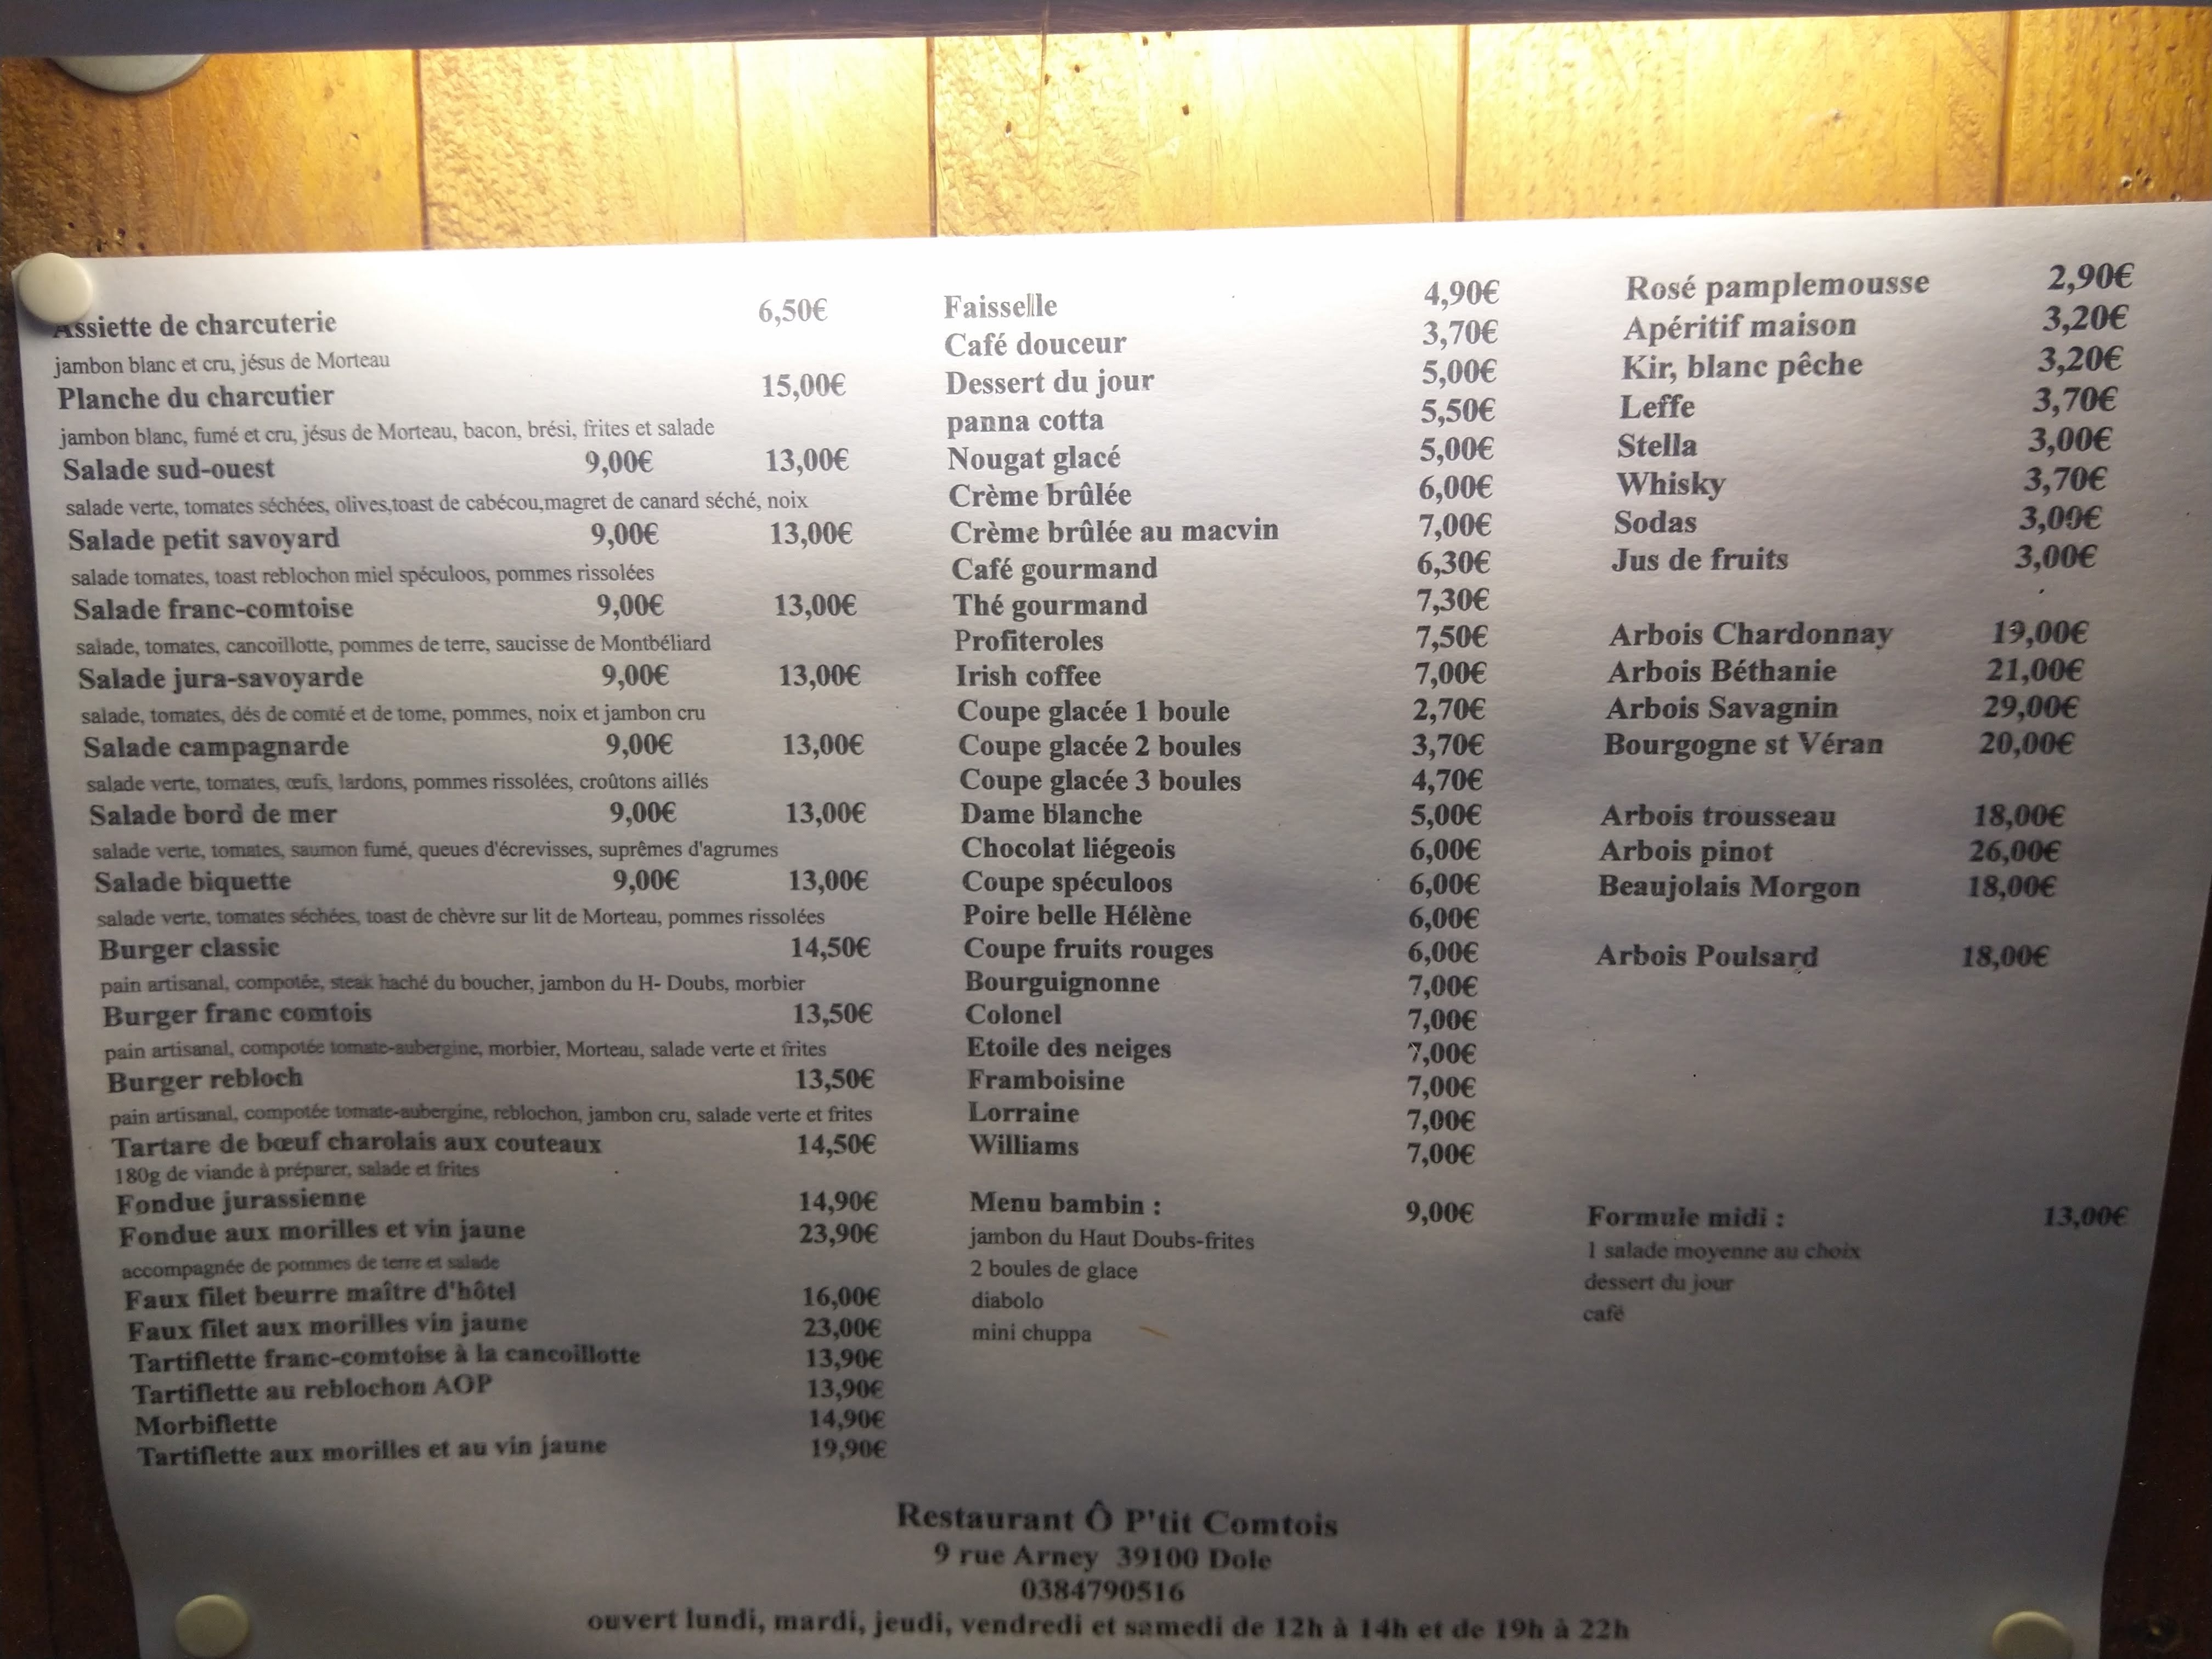 Assiette de charcuterie 6,50€
jambon blanc et cru, jésus de Morteau
Planche du charcutier 15,00€
jambon blanc, fumé et cru, jésus de Morteau, bacon, brési, frites et salade
Salade sud-ouest 9,00€ 13,00€
salade verte, tomates séchées, olives,toast de cabécou,magret de canard séché, noix
Salade petit savoyard 9,00€ 13,00€
salade tomates, toast reblochon miel spéculoos, pommes rissolées
Salade franc-comtoise 9,00€ 13,00€
salade, tomates, cancoillotte, pommes de terre, saucisse de Montbéliard
Salade jura-savoyarde 9,00€ 13,00€
salade, tomates, dés de comté et de tome, pommes, noix et jambon cru
Salade campagnarde 9,00€ 13,00€
salade verte, tomates, œufs, lardons, pommes rissolées, croûtons aillés
Salade bord de mer 9,00€ 13,00€
salade verte, tomates, saumon fumé, queues d'écrevisses, suprêmes d'agrumes
Salade biquette 9,00€ 13,00€
salade verte, tomates séchées, toast de chèvre sur lit de Morteau, pommes rissolées
Burger classic 14,50€
pain artisanal, compotée, steak haché du boucher, jambon du H- Doubs, morbier
Burger franc comtois 13,50€
pain artisanal, compotée tomate-aubergine, morbier, Morteau, salade verte et frites
Burger rebloch 13,50€
pain artisanal, compotée tomate-aubergine, reblochon, jambon cru, salade verte et frites
Tartare de bœuf charolais aux couteaux 14,50€
180g de viande à préparer, salade et frites
Fondue jurassienne 14,90€
Fondue aux morilles et vin jaune 23,90€
accompagnée de pommes de terre et salade
Faux filet beurre maître d'hôtel 16,00€
Faux filet aux morilles vin jaune 23,00€
Tartiflette franc-comtoise à la cancoillotte 13,90€
Tartiflette au reblochon AOP 13,90€
Morbiflette 14,90€
Tartiflette aux morilles et au vin jaune 19,90€
Faisselle 4,90€
Café douceur 3,70€
Dessert du jour 5,00€
panna cotta 5,50€
Nougat glacé 5,00€
Crème brûlée 6,00€
Crème brûlée au macvin 7,00€
Café gourmand 6,30€
Thé gourmand 7,30€
Profiteroles 7,50€
Irish coffee 7,00€
Coupe glacée 1 boule 2,70€
Coupe glacée 2 boules 3,70€
Coupe glacée 3 boules 4,70€
Dame blanche 5,00€
Chocolat liégeois 6,00€
Coupe spéculoos 6,00€
Poire belle Hélène 6,00€
Coupe fruits rouges 6,00€
Bourguignonne 7,00€
Colonel 7,00€
Etoile des neiges 7,00€
Framboisine 7,00€
Lorraine 7,00€
Williams 7,00€
Menu bambin : 9,00€
jambon du Haut Doubs-frites
2 boules de glace
diabolo
mini chuppa
Rosé pamplemousse 2,90€
Apéritif maison 3,20€
Kir, blanc pêche 3,20€
Leffe 3,70€
Stella 3,00€
Whisky 3,70€
Sodas 3,00€
Jus de fruits 3,00€
Arbois Chardonnay 19,00€
Arbois Béthanie 21,00€
Arbois Savagnin 29,00€
Bourgogne st Véran 20,00€
Arbois trousseau 18,00€
Arbois pinot 26,00€
Beaujolais Morgon 18,00€
Arbois Poulsard 18,00€
Formule midi : 13,00€
1 salade moyenne au choix
dessert du jour
café
Restaurant Ô P'tit Comtois
9 rue Arney 39100 Dole
0384790516
ouvert lundi, mardi, jeudi, vendredi et samedi de 12h à 14h et de 19h à 22h